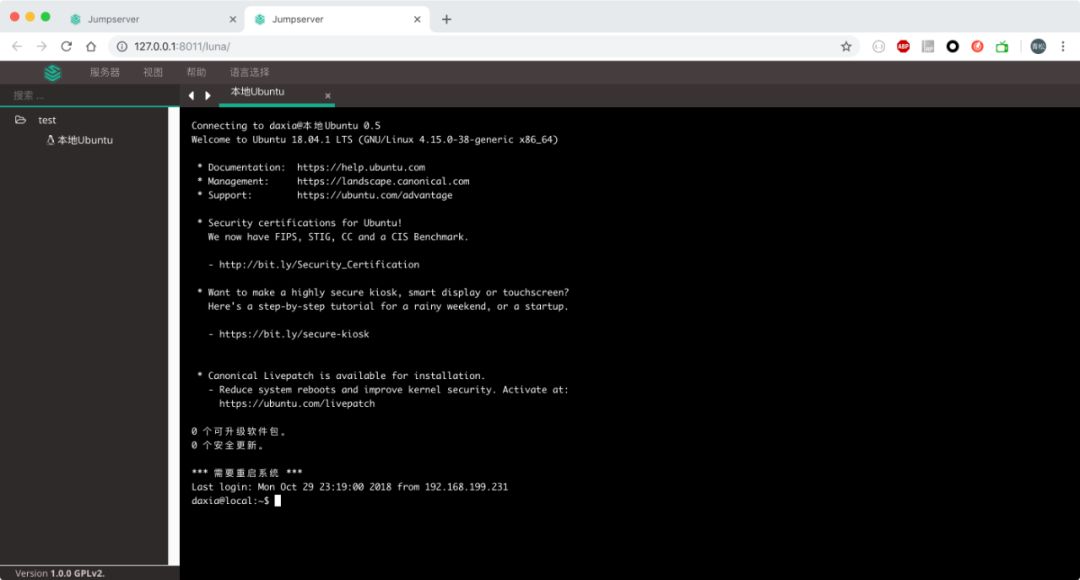 Jumpserver
Jumpserver
127.0.0.1:8011/luna/
ABP
青松
服务器 视图 帮助 语言选择
搜索 ...
本地Ubuntu
test
本地Ubuntu
Connecting to daxia@本地Ubuntu 0.5
Welcome to Ubuntu 18.04.1 LTS (GNU/Linux 4.15.0-38-generic x86_64)
* Documentation: https://help.ubuntu.com
* Management: https://landscape.canonical.com
* Support: https://ubuntu.com/advantage
* Security certifications for Ubuntu!
We now have FIPS, STIG, CC and a CIS Benchmark.
- http://bit.ly/Security_Certification
* Want to make a highly secure kiosk, smart display or touchscreen?
Here's a step-by-step tutorial for a rainy weekend, or a startup.
- https://bit.ly/secure-kiosk
* Canonical Livepatch is available for installation.
- Reduce system reboots and improve kernel security. Activate at:
https://ubuntu.com/livepatch
0 个可升级软件包。
0 个安全更新。
*** 需要重启系统 ***
Last login: Mon Oct 29 23:19:00 2018 from 192.168.199.231
daxia@local:~$
Version 1.0.0 GPLv2.